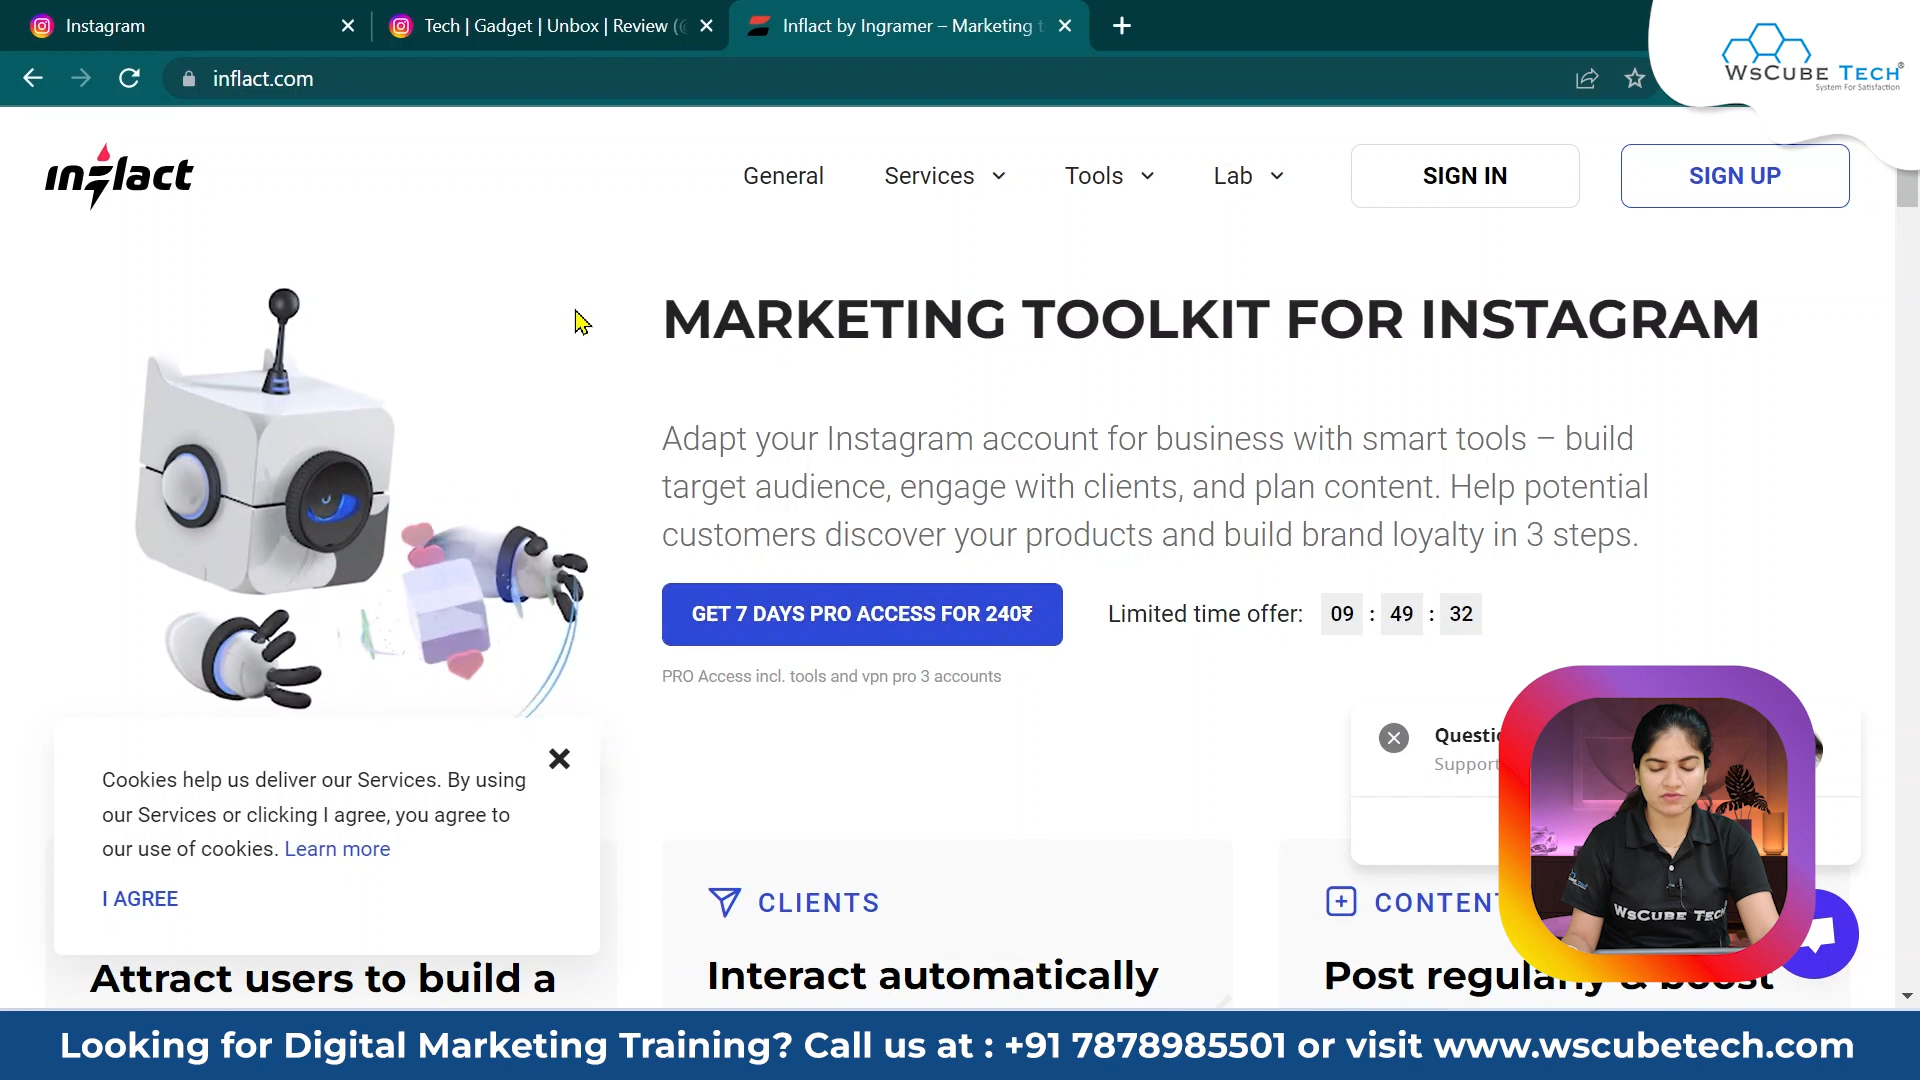 Instagram
Tech | Gadget | Unbox | Review (
Inflact by Ingramer – Marketing
inflact.com
WsCube Tech®
System For Satisfaction
inflact
General
Services
Tools
Lab
SIGN IN
SIGN UP
MARKETING TOOLKIT FOR INSTAGRAM
Adapt your Instagram account for business with smart tools – build
target audience, engage with clients, and plan content. Help potential
customers discover your products and build brand loyalty in 3 steps.
GET 7 DAYS PRO ACCESS FOR 240₹
Limited time offer: 09 : 49 : 32
PRO Access incl. tools and vpn pro 3 accounts
Support
Cookies help us deliver our Services. By using
our Services or clicking I agree, you agree to
our use of cookies. Learn more
I AGREE
CLIENTS
CONTENT
WsCube Tech
Attract users to build a
Interact automatically
Post regularly & boost
Looking for Digital Marketing Training? Call us at : +91 7878985501 or visit www.wscubetech.com